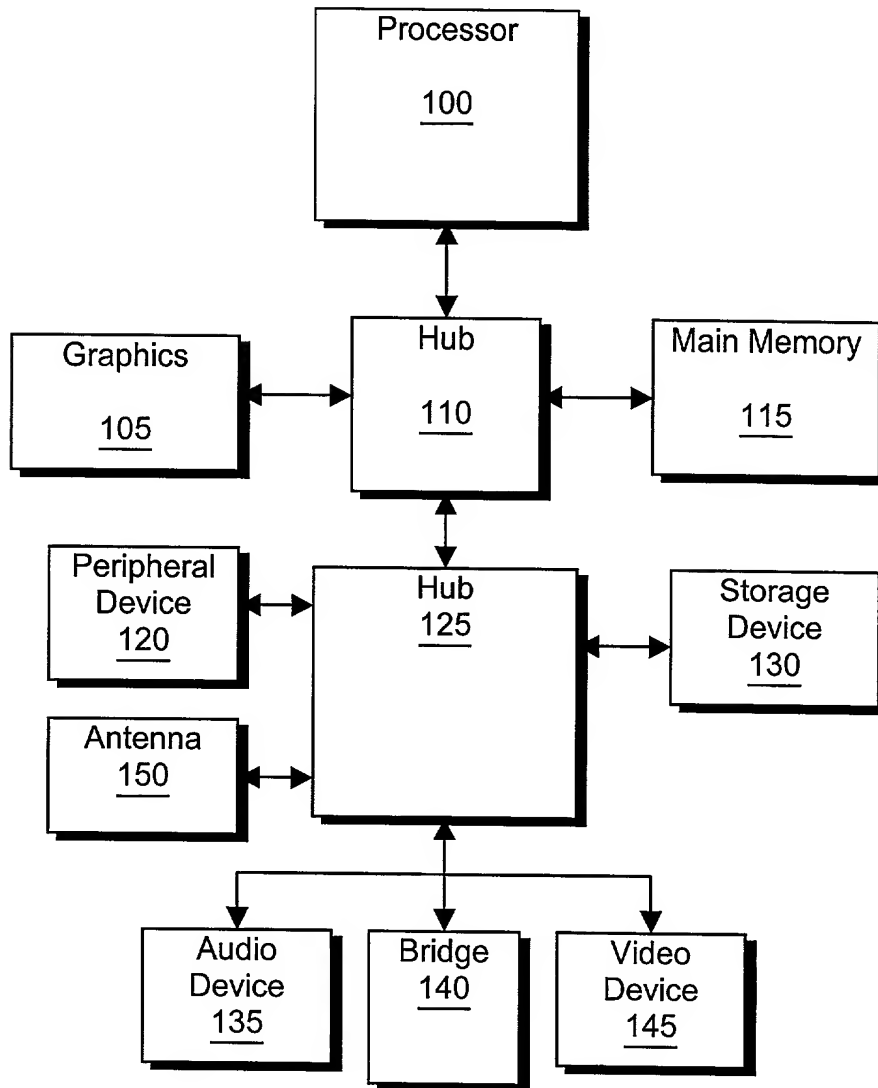 Processor
100
Graphics
105
Hub
110
Main Memory
115
Peripheral
Device
120
Hub
125
Storage
Device
130
Antenna
150
Audio
Device
135
Bridge
140
Video
Device
145